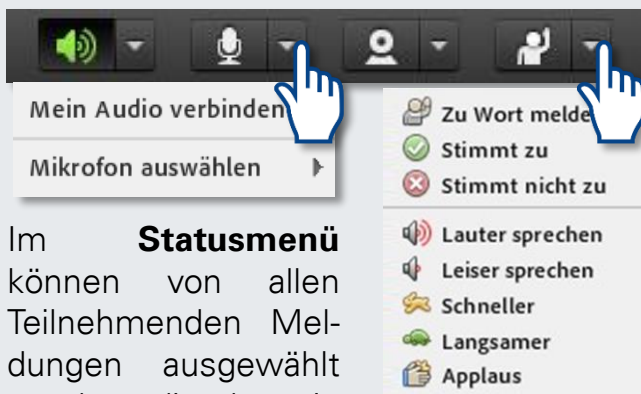 Mein Audio verbinden
Mikrofon auswählen
Im Statusmenü
können von allen
Teilnehmenden Mel-
dungen ausgewählt
Zu Wort melde
Stimmt zu
Stimmt nicht zu
Lauter sprechen
Leiser sprechen
Schneller
Langsamer
Applaus